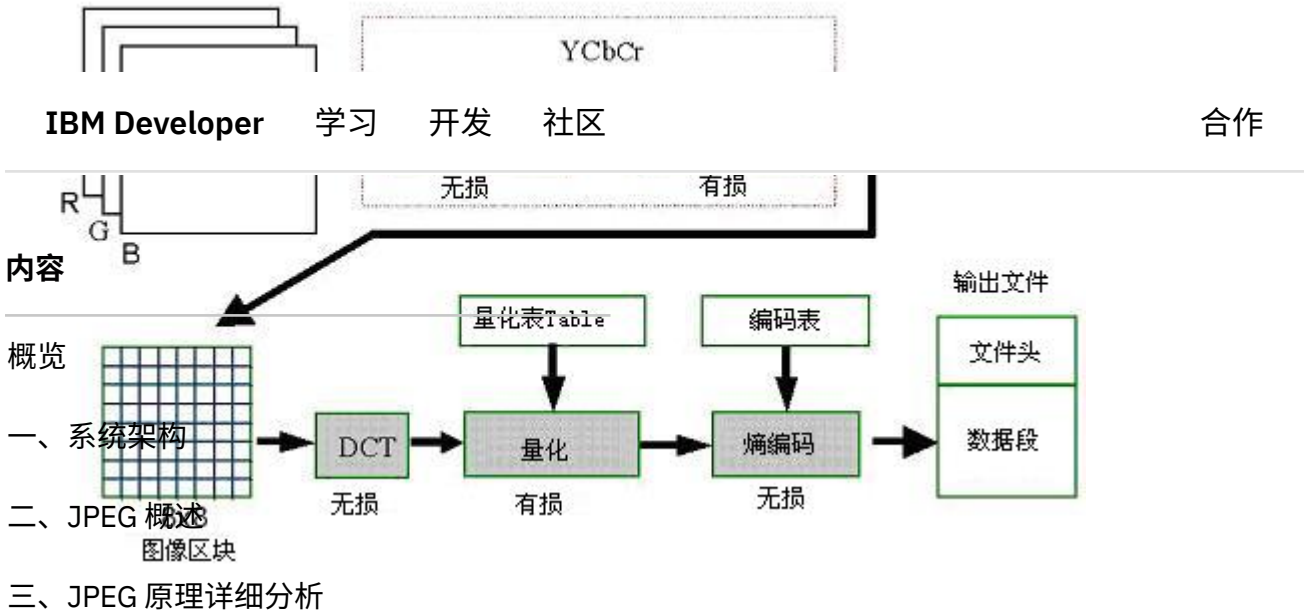 YCbCr
IBM Developer 学习 开发 社区 合作
无损 有损
R
G
B
内容
输出文件
量化表Table 编码表
概览
文件头
一、系统架构
DCT 量化 熵编码 数据段
无损 有损 无损
二、JPEG 概述
图像区块
三、JPEG 原理详细分析